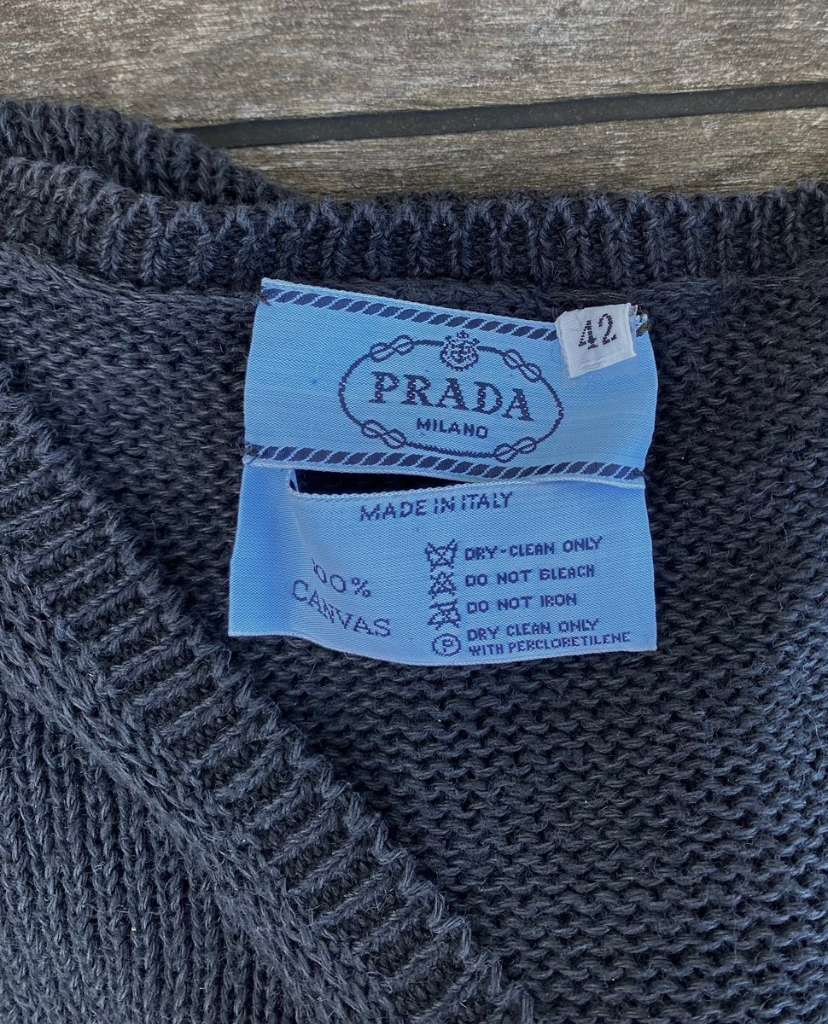 42
PRADA
MILANO
MADE IN ITALY
100%
CANVAS
DRY-CLEAN ONLY
DO NOT BLEACH
DO NOT IRON
P
DRY CLEAN ONLY
WITH PERCLORETILENE